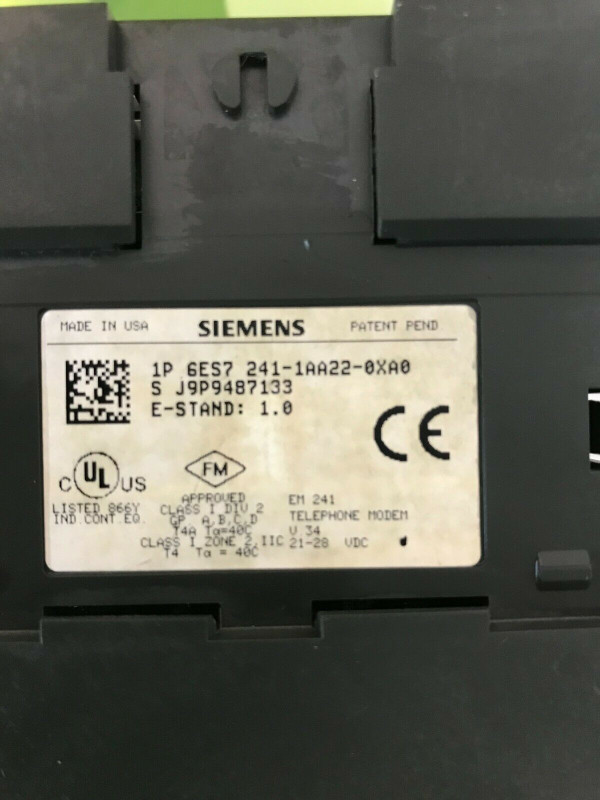 MADE IN USA SIEMENS PATENT PEND
1P 6ES7 241-1AA22-0XA0
S J9P9487133
E-STAND: 1.0
CE
C UL US
LISTED 866Y
IND.CONT.EQ.
FM
APPROVED
CLASS I DIV 2
GP A,B,C,D
T4A Ta=40C
CLASS I ZONE 2,IIC
T4 Ta = 40C
EM 241
TELEPHONE MODEM
V 34
21-28 VDC